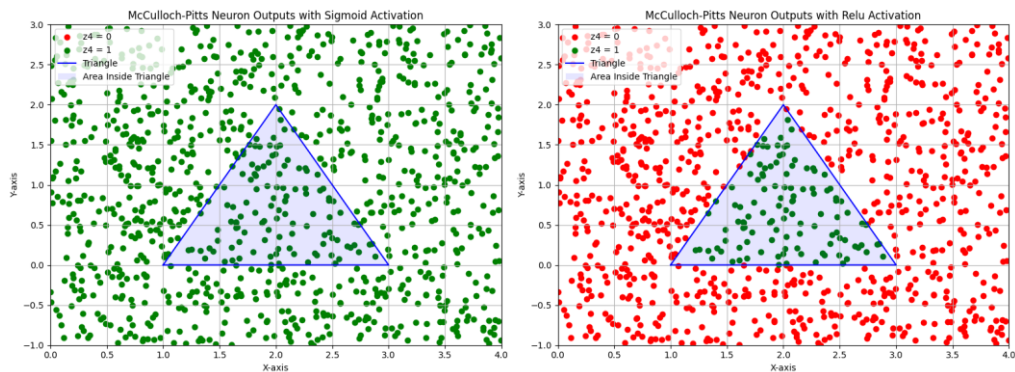 McCulloch-Pitts Neuron Outputs with Sigmoid Activation
z4 = 0
z4 = 1
Triangle
Area Inside Triangle
Y-axis
3.0
2.5
2.0
1.5
1.0
0.5
0.0
−0.5
−1.0
0.0 0.5 1.0 1.5 2.0 2.5 3.0 3.5 4.0
X-axis
McCulloch-Pitts Neuron Outputs with Relu Activation
z4 = 0
z4 = 1
Triangle
Area Inside Triangle
Y-axis
3.0
2.5
2.0
1.5
1.0
0.5
0.0
−0.5
−1.0
0.0 0.5 1.0 1.5 2.0 2.5 3.0 3.5 4.0
X-axis